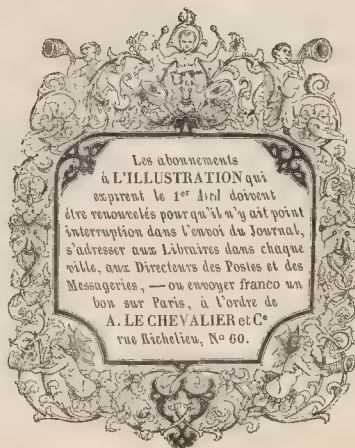 Les abonnements
à L'ILLUSTRATION qui
expirent le 1er Avril doivent
être renouvelés pour qu'il n'y ait point
interruption dans l'envoi du Journal,
s'adresser aux Libraires dans chaque
ville, aux Directeurs des Postes et des
Messageries, — ou envoyer franco un
bon sur Paris, à l'ordre de
A. LE CHEVALIER et Ce
rue Richelieu, No 60.